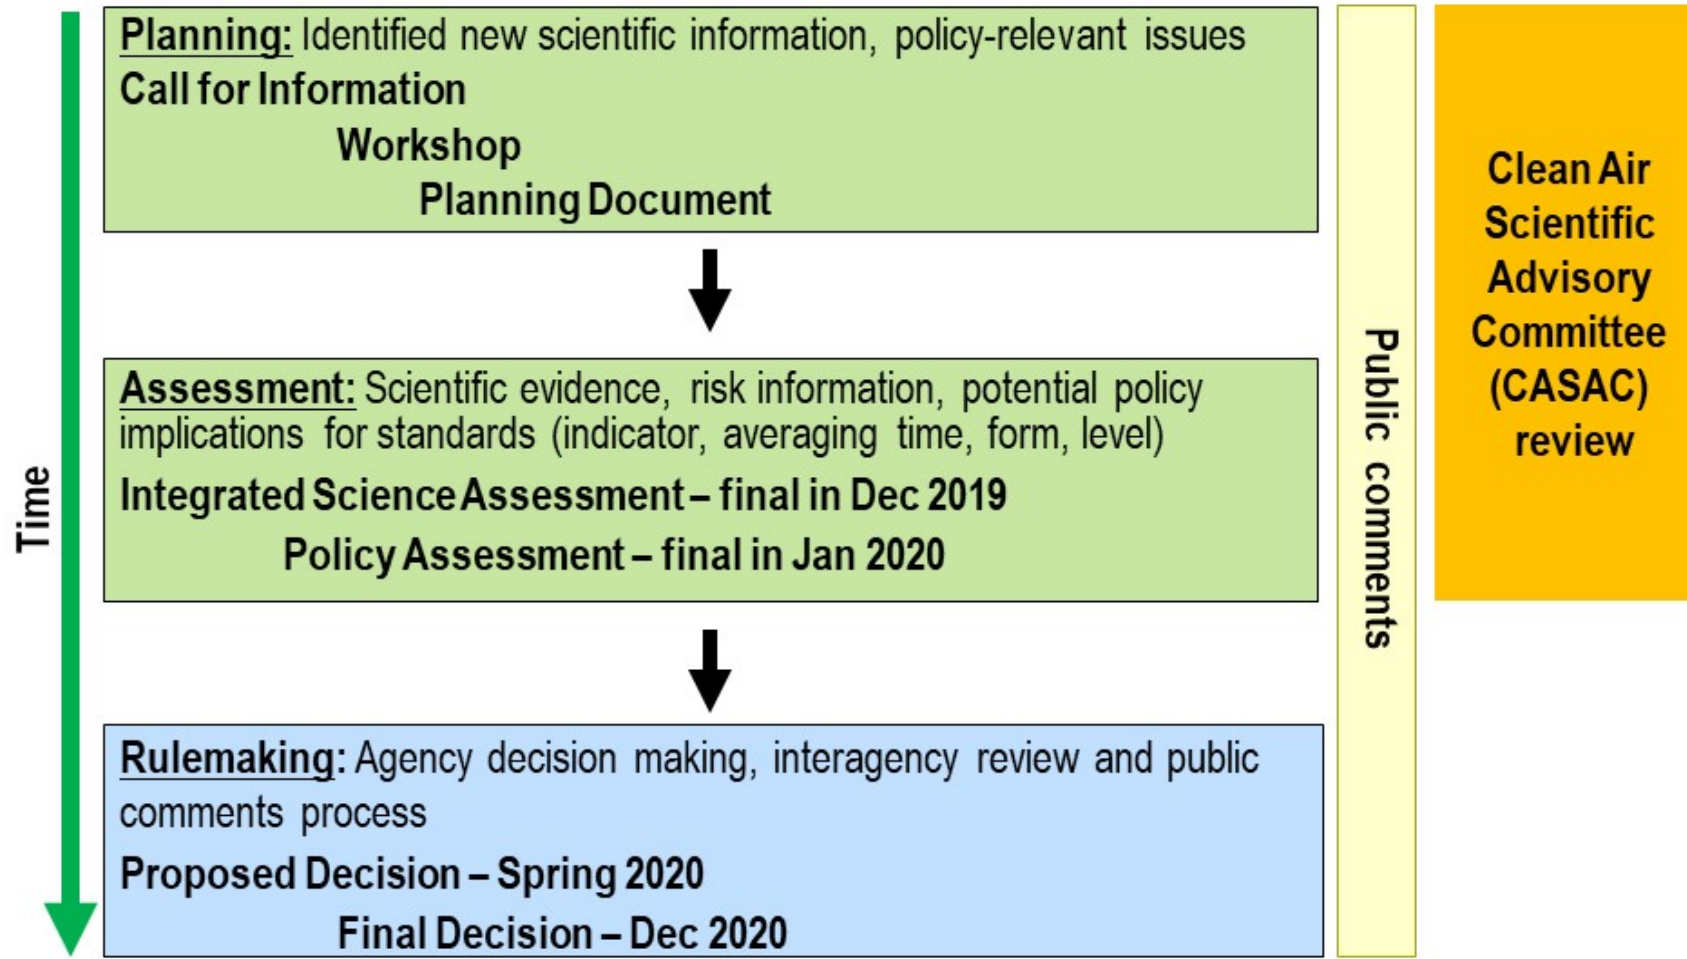 Planning: Identified new scientific information, policy-relevant issues
Call for Information
Workshop
Planning Document
Assessment: Scientific evidence, risk information, potential policy
implications for standards (indicator, averaging time, form, level)
Integrated Science Assessment – final in Dec 2019
Policy Assessment – final in Jan 2020
Rulemaking: Agency decision making, interagency review and public
comments process
Proposed Decision – Spring 2020
Final Decision – Dec 2020
Time
Public comments
Clean Air
Scientific
Advisory
Committee
(CASAC)
review